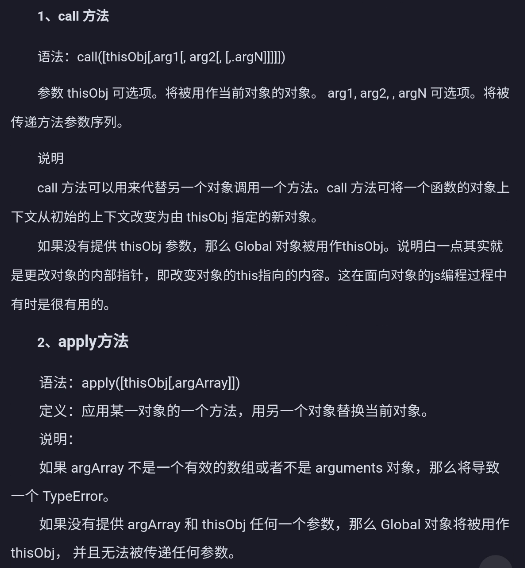 1、call 方法
语法：call([thisObj[,arg1[, arg2[, [,.argN]]]]])
参数 thisObj 可选项。将被用作当前对象的对象。 arg1, arg2, , argN 可选项。将被
传递方法参数序列。
说明
call 方法可以用来代替另一个对象调用一个方法。call 方法可将一个函数的对象上
下文从初始的上下文改变为由 thisObj 指定的新对象。
如果没有提供 thisObj 参数，那么 Global 对象被用作thisObj。说明白一点其实就
是更改对象的内部指针，即改变对象的this指向的内容。这在面向对象的js编程过程中
有时是很有用的。
2、apply方法
语法：apply([thisObj[,argArray]])
定义：应用某一对象的一个方法，用另一个对象替换当前对象。
说明：
如果 argArray 不是一个有效的数组或者不是 arguments 对象，那么将导致
一个 TypeError。
如果没有提供 argArray 和 thisObj 任何一个参数，那么 Global 对象将被用作
thisObj， 并且无法被传递任何参数。